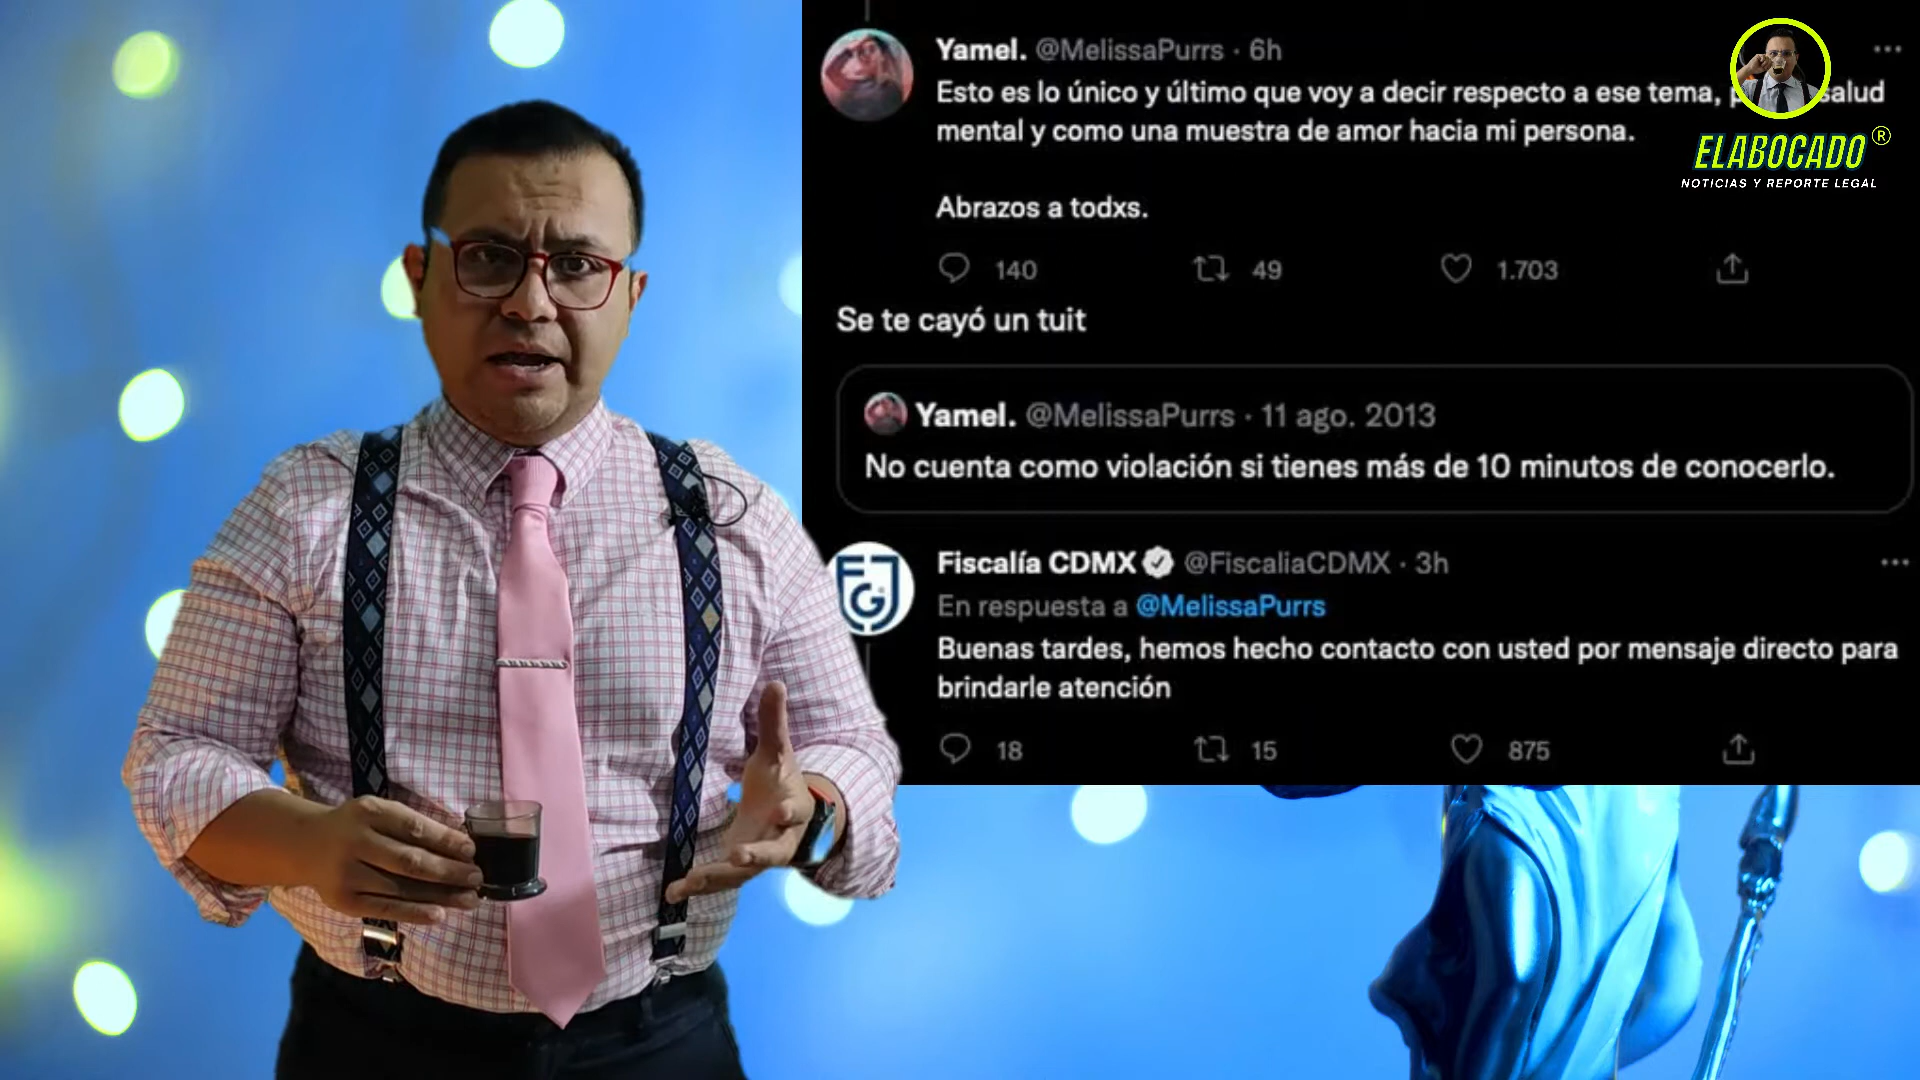 Yamel. @MelissaPurrs · 6h
Esto es lo único y último que voy a decir respecto a ese tema, salud
mental y como una muestra de amor hacia mi persona.
Abrazos a todxs.
140 49 1.703
Se te cayó un tuit
Yamel. @MelissaPurrs · 11 ago. 2013
No cuenta como violación si tienes más de 10 minutos de conocerlo.
Fiscalía CDMX @FiscaliaCDMX · 3h
En respuesta a @MelissaPurrs
Buenas tardes, hemos hecho contacto con usted por mensaje directo para
brindarle atención
18 15 875
ELABOCADO ®
NOTICIAS Y REPORTE LEGAL
FGJ